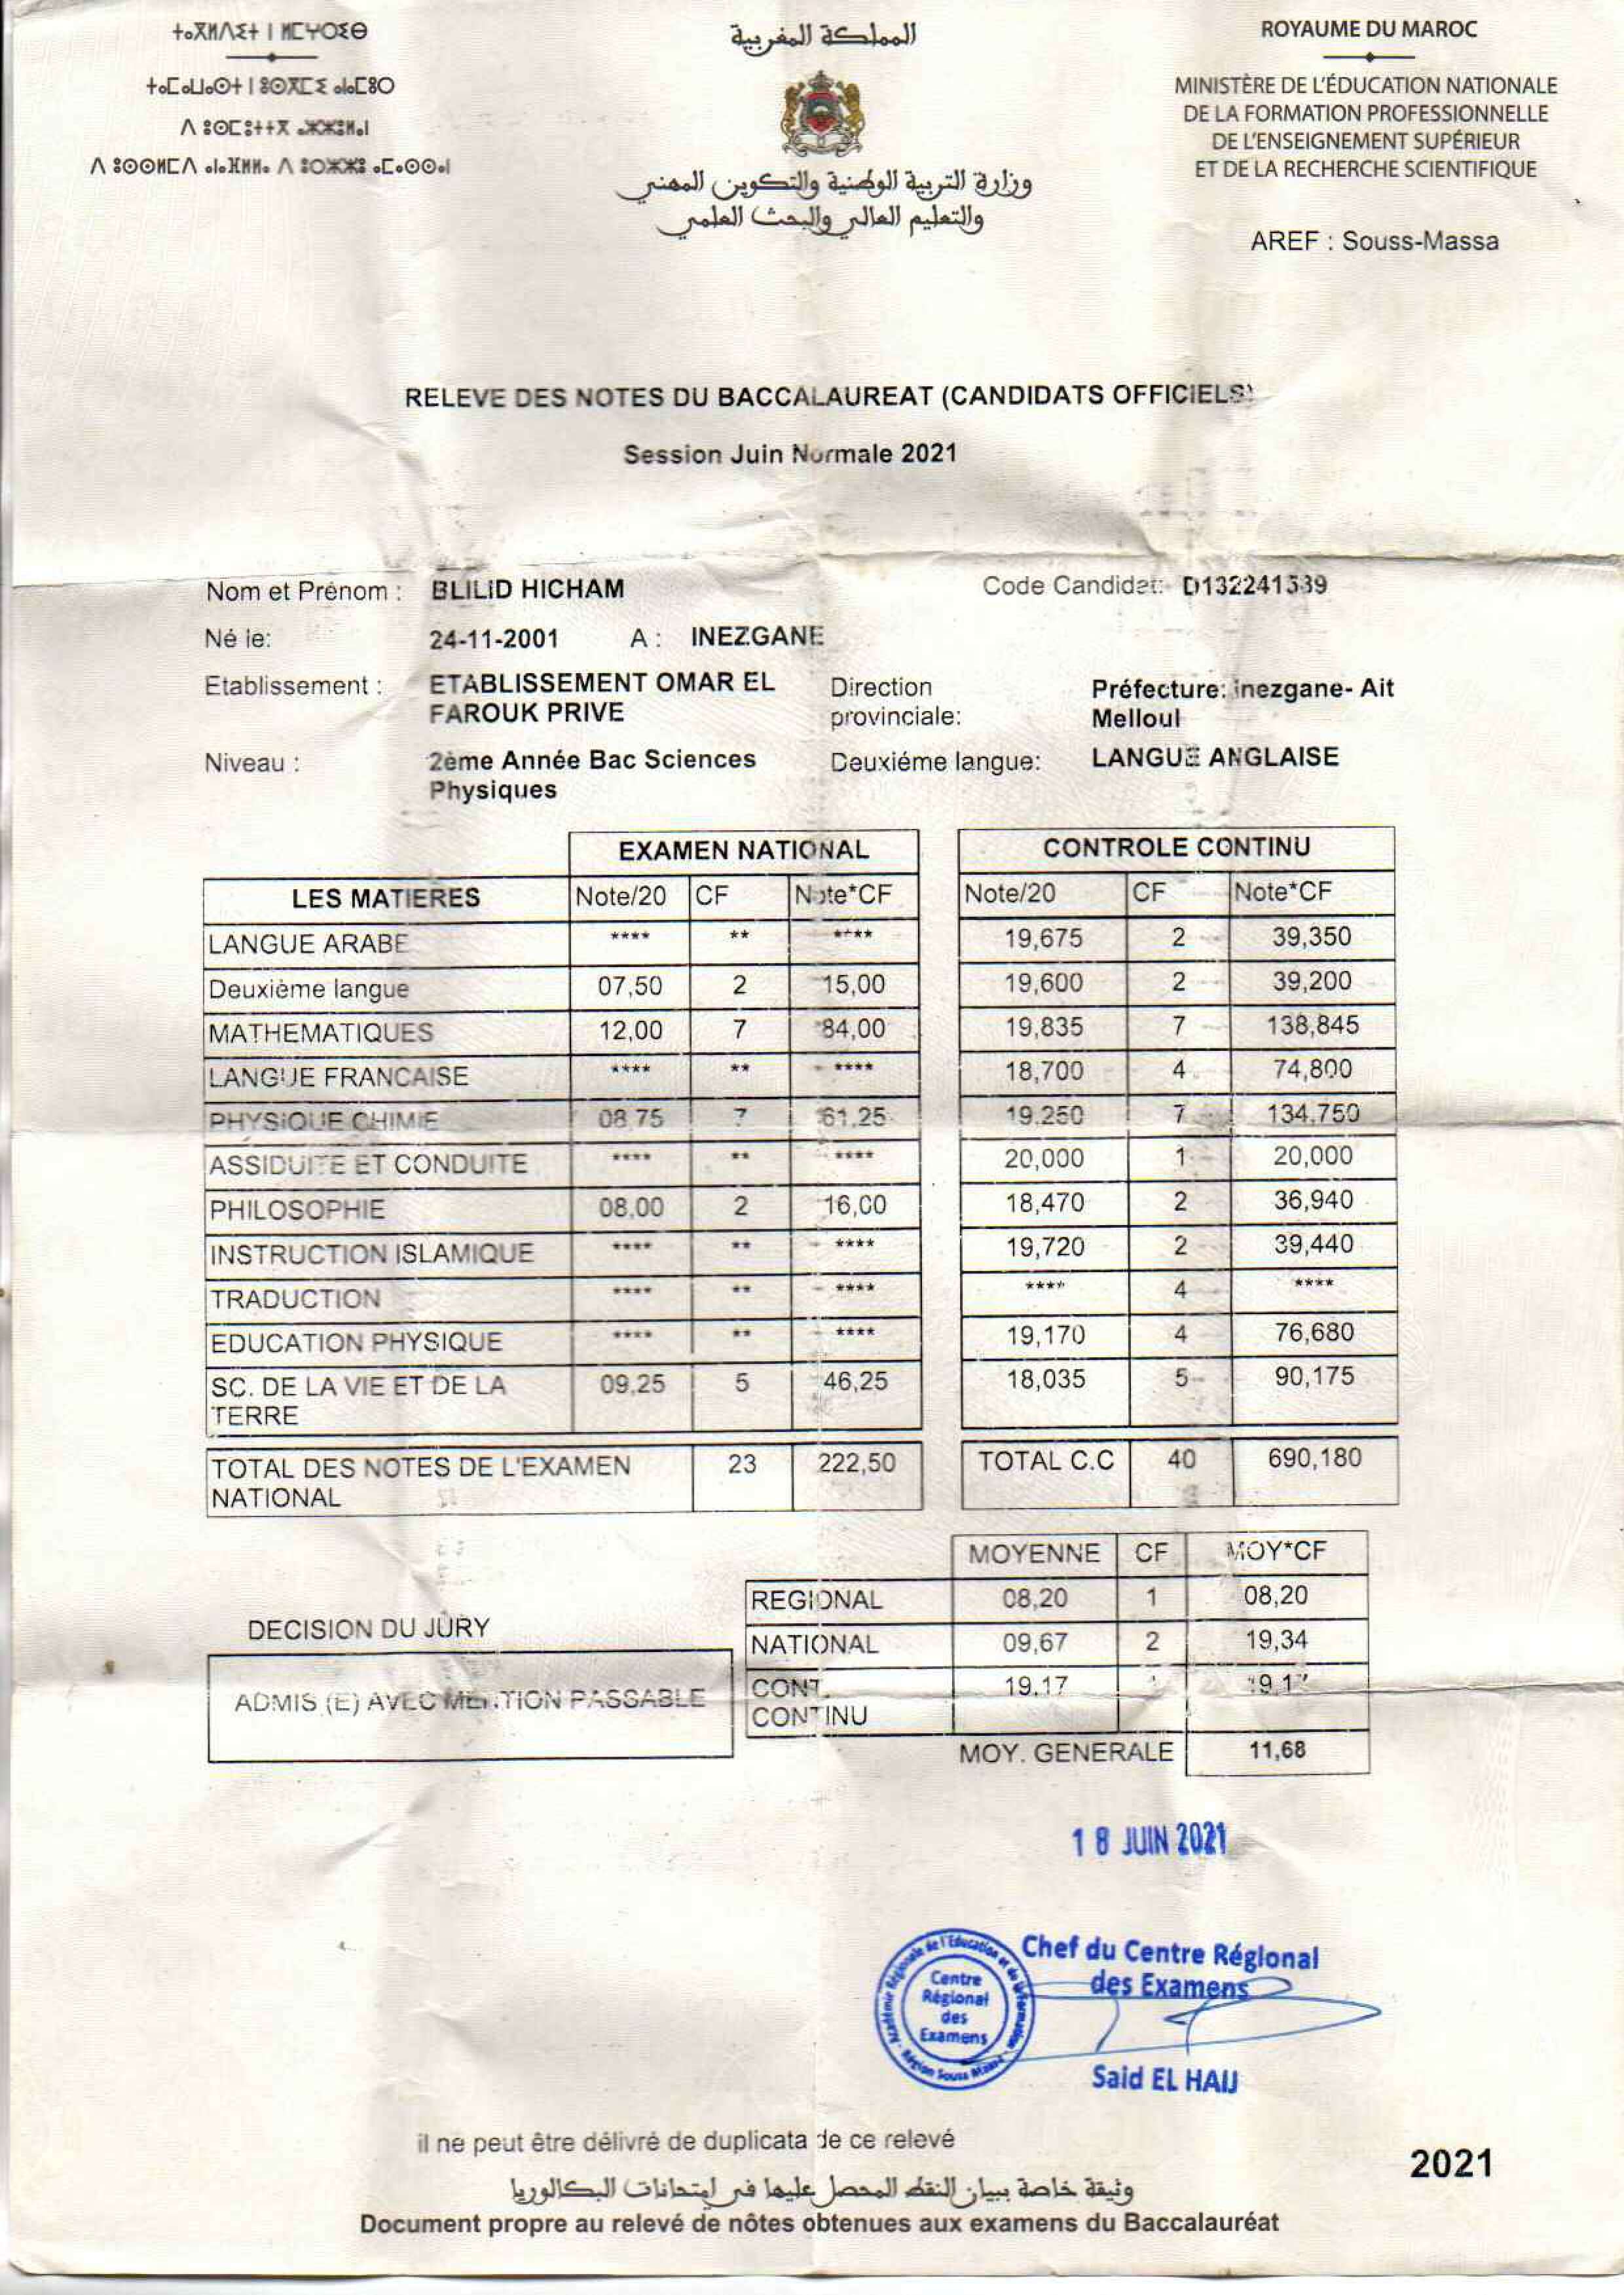 ⵜⴰⴳⵍⴷⵉⵜ ⵏ ⵍⵎⵖⵔⵉⴱ
ⵜⴰⵎⴰⵡⴰⵙⵜ ⵏ ⵓⵙⴳⵎⵉ ⴰⵏⴰⵎⵓⵔ
ⴷ ⵓⵙⵎⵓⵜⵜⴳ ⴰⵣⵣⵓⵍⴰⵏ
ⴷ ⵓⵙⵙⵍⵎⴷ ⴰⵏⴰⴼⵍⵍⴰ ⴷ ⵓⵔⵣⵣⵓ ⴰⵎⴰⵙⵙⴰⵏ
المملكة المغربية
وزارة التربية الوطنية والتكوين المهني
والتعليم العالي والبحث العلمي
ROYAUME DU MAROC
MINISTÈRE DE L'ÉDUCATION NATIONALE
DE LA FORMATION PROFESSIONNELLE
DE L'ENSEIGNEMENT SUPÉRIEUR
ET DE LA RECHERCHE SCIENTIFIQUE
AREF : Souss-Massa
RELEVE DES NOTES DU BACCALAUREAT (CANDIDATS OFFICIELS)
Session Juin Normale 2021
Nom et Prénom : BLILID HICHAM Code Candidat: D132241539
Né le: 24-11-2001 A : INEZGANE
Etablissement : ETABLISSEMENT OMAR EL Direction Préfecture: Inezgane- Ait
FAROUK PRIVE provinciale: Melloul
Niveau : 2ème Année Bac Sciences Deuxiéme langue: LANGUE ANGLAISE
Physiques
EXAMEN NATIONAL CONTROLE CONTINU
LES MATIERES Note/20 CF Note*CF Note/20 CF Note*CF
LANGUE ARABE **** ** **** 19,675 2 39,350
Deuxième langue 07,50 2 15,00 19,600 2 39,200
MATHEMATIQUES 12,00 7 84,00 19,835 7 138,845
LANGUE FRANCAISE **** ** **** 18,700 4 74,800
PHYSIQUE CHIMIE 08,75 7 61,25 19,250 7 134,750
ASSIDUITE ET CONDUITE **** ** **** 20,000 1 20,000
PHILOSOPHIE 08,00 2 16,00 18,470 2 36,940
INSTRUCTION ISLAMIQUE **** ** **** 19,720 2 39,440
TRADUCTION **** ** **** **** 4 ****
EDUCATION PHYSIQUE **** ** **** 19,170 4 76,680
SC. DE LA VIE ET DE LA 09,25 5 46,25 18,035 5 90,175
TERRE
TOTAL DES NOTES DE L'EXAMEN 23 222,50 TOTAL C.C 40 690,180
NATIONAL
MOYENNE CF MOY*CF
REGIONAL 08,20 1 08,20
NATIONAL 09,67 2 19,34
CONT. 19,17 1 19,17
CONTINU
MOY. GENERALE 11,68
DECISION DU JURY
ADMIS (E) AVEC MENTION PASSABLE
18 JUIN 2021
Académie Régionale de l'Education et de la Formation - Région Souss Massa
Centre
Régional
des
Examens
Chef du Centre Régional
des Examens
Said EL HAIJ
il ne peut être délivré de duplicata de ce relevé
2021
وثيقة خاصة ببيان النقط المحصل عليها في امتحانات البكالوريا
Document propre au relevé de nôtes obtenues aux examens du Baccalauréat